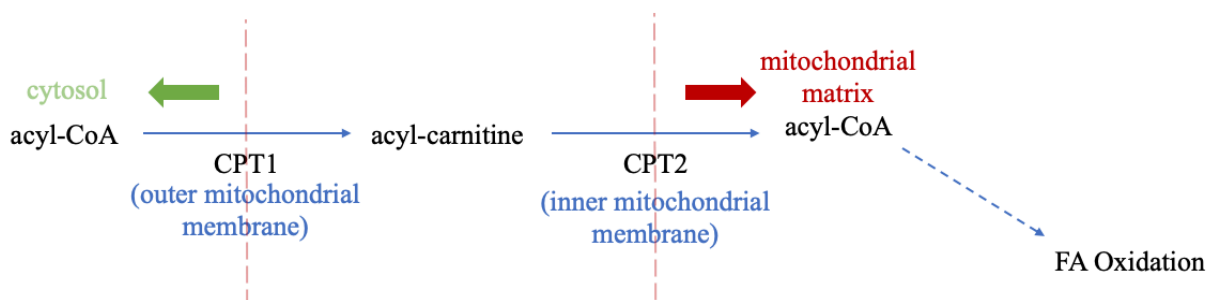 cytosol
acyl-CoA
CPT1
(outer mitochondrial
membrane)
acyl-carnitine
CPT2
(inner mitochondrial
membrane)
mitochondrial
matrix
acyl-CoA
FA Oxidation